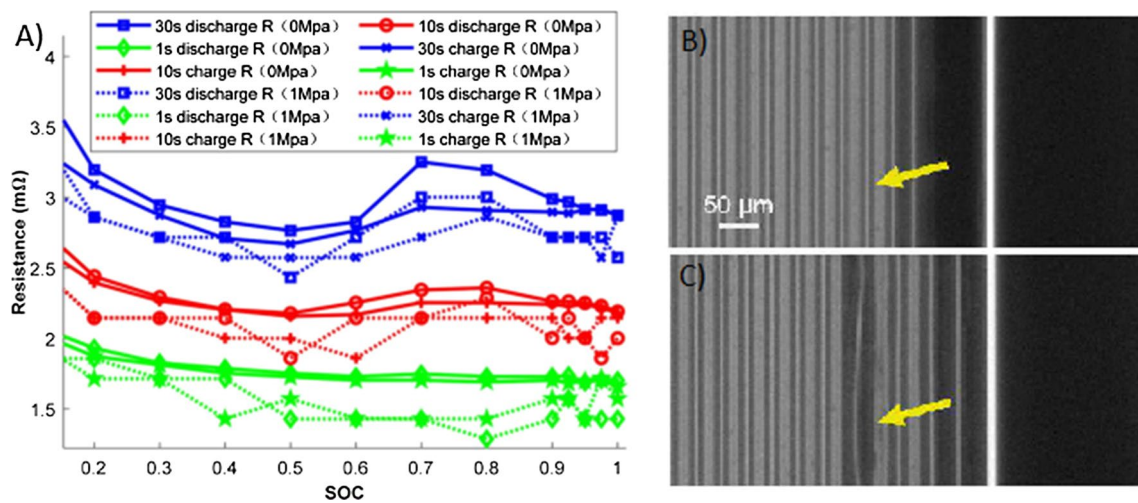 A)
4
3.5
3
2.5
2
1.5
Resistance (mΩ)
30s discharge R（0Mpa）
10s discharge R（0Mpa）
1s discharge R（0Mpa）
30s charge R（0Mpa）
10s charge R（0Mpa）
1s charge R（0Mpa）
30s discharge R（1Mpa）
10s discharge R（1Mpa）
1s discharge R（1Mpa）
30s charge R（1Mpa）
10s charge R（1Mpa）
1s charge R（1Mpa）
0.2 0.3 0.4 0.5 0.6 0.7 0.8 0.9 1
SOC
B)
50 µm
C)